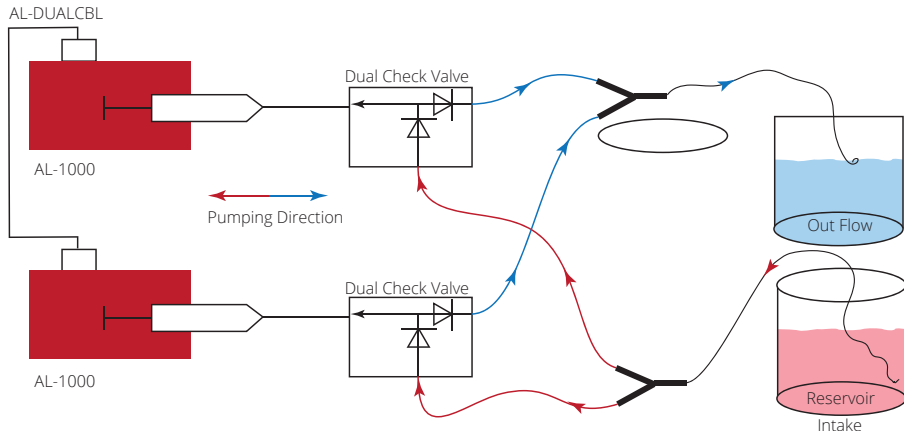 AL-DUALCBL
Dual Check Valve
AL-1000
Pumping Direction
Out Flow
Dual Check Valve
AL-1000
Reservoir
Intake